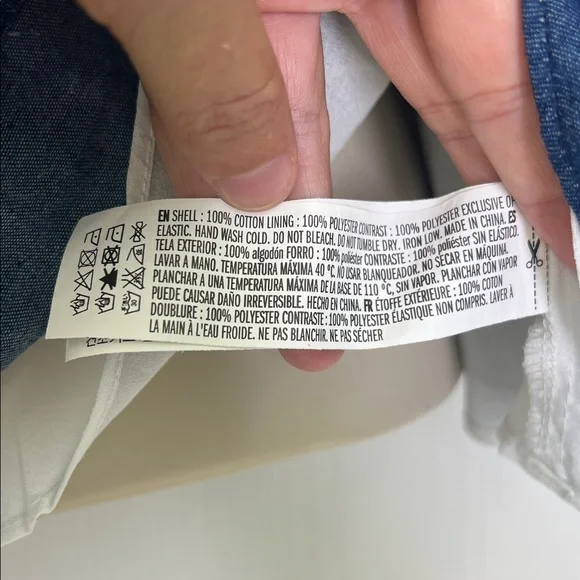 EN SHELL : 100% COTTON LINING : 100% POLYESTER CONTRAST : 100% POLYESTER EXCLUSIVE OF
ELASTIC. HAND WASH COLD. DO NOT BLEACH. DO NOT TUMBLE DRY. IRON LOW. MADE IN CHINA. ES
TELA EXTERIOR : 100% algodón FORRO : 100% poliéster CONTRASTE : 100% poliéster SIN ELÁSTICO.
LAVAR A MANO. TEMPERATURA MÁXIMA 40 °C NO USAR BLANQUEADOR. NO SECAR EN MÁQUINA.
PLANCHAR A UNA TEMPERATURA MÁXIMA DE LA BASE DE 110 °C, SIN VAPOR. PLANCHAR CON VAPOR
PUEDE CAUSAR DAÑO IRREVERSIBLE. HECHO EN CHINA. FR ÉTOFFE EXTÉRIEURE : 100% COTON
DOUBLURE : 100% POLYESTER CONTRASTE : 100% POLYESTER ÉLASTIQUE NON COMPRIS. LAVER À
LA MAIN À L'EAU FROIDE. NE PAS BLANCHIR. NE PAS SÉCHER